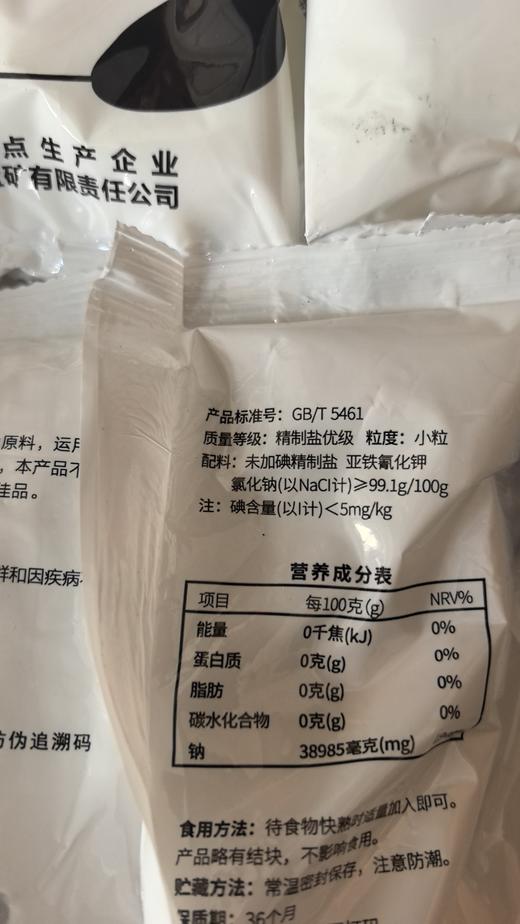 点生产企业
矿有限责任公司
原料，运用
，本产品不
佳品。
群和因疾病
防伪追溯码
产品标准号：GB/T 5461
质量等级：精制盐优级 粒度：小粒
配料：未加碘精制盐 亚铁氰化钾
氯化钠(以NaCl计)≥99.1g/100g
注：碘含量(以I计)＜5mg/kg
营养成分表
项目 每100克(g) NRV%
能量 0千焦(kJ) 0%
蛋白质 0克(g) 0%
脂肪 0克(g) 0%
碳水化合物 0克(g) 0%
钠 38985毫克(mg)
食用方法：待食物快熟时适量加入即可。
产品略有结块，不影响食用。
贮藏方法：常温密封保存，注意防潮。
保质期：36个月